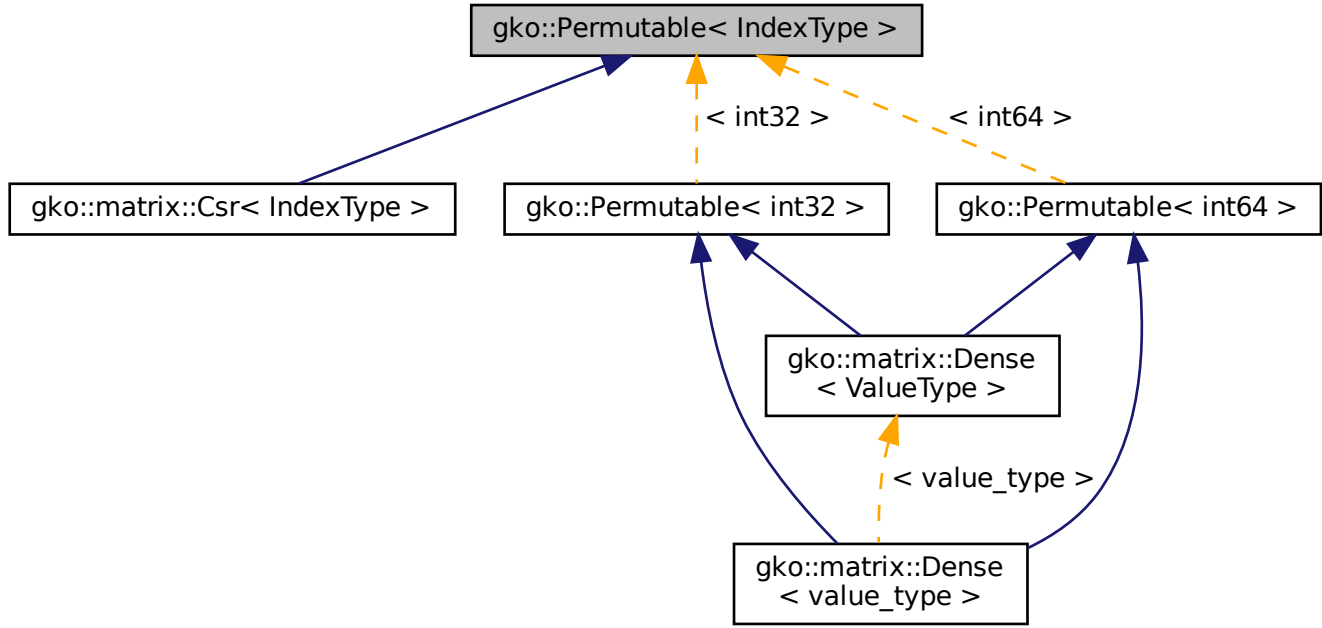 gko::Permutable< IndexType >
< int32 >
< int64 >
gko::matrix::Csr< IndexType >
gko::Permutable< int32 >
gko::Permutable< int64 >
gko::matrix::Dense
< ValueType >
< value_type >
gko::matrix::Dense
< value_type >